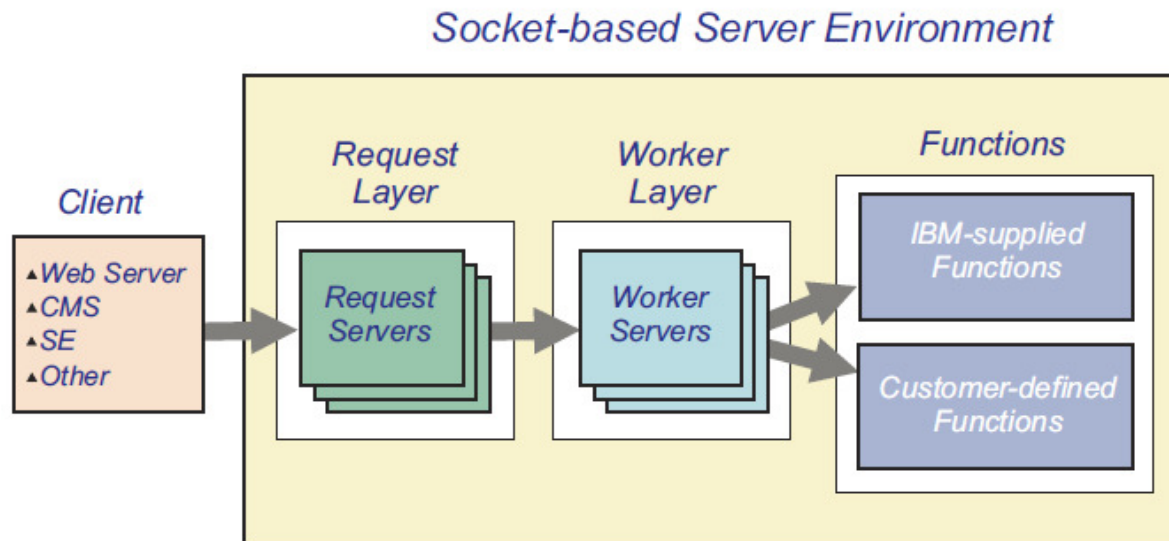 Socket-based Server Environment
Client
▲Web Server
▲CMS
▲SE
▲Other
Request
Layer
Request
Servers
Worker
Layer
Worker
Servers
Functions
IBM-supplied
Functions
Customer-defined
Functions